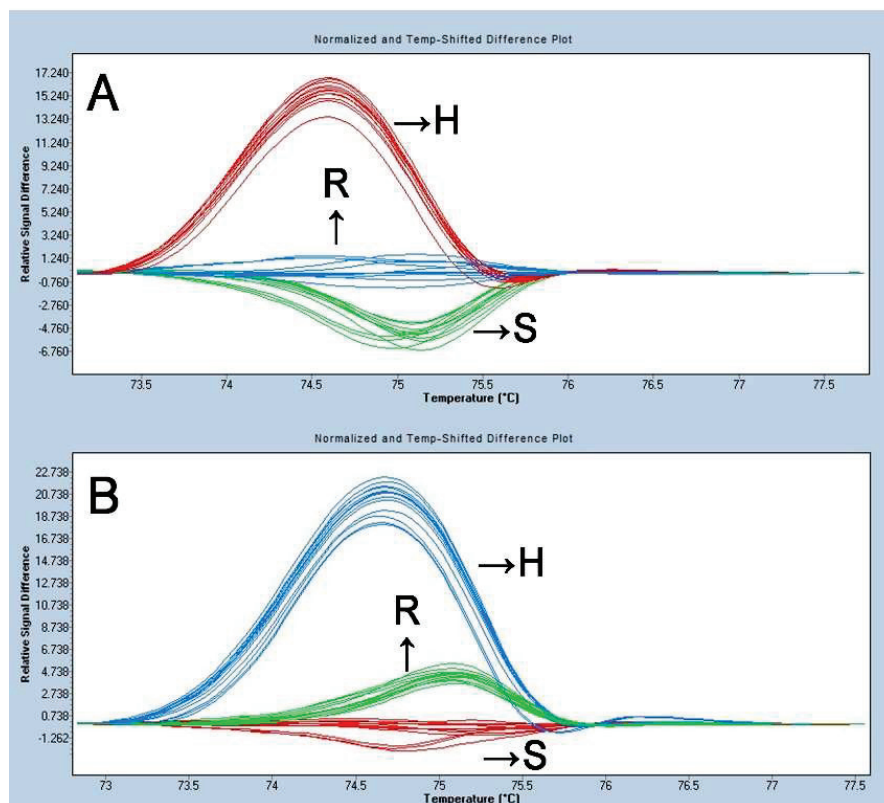 Normalized and Temp-Shifted Difference Plot
A
→H
R
↑
→S
Relative Signal Difference
17.240
15.240
13.240
11.240
9.240
7.240
5.240
3.240
1.240
-0.760
-2.760
-4.760
-6.760
73.5 74 74.5 75 75.5 76 76.5 77 77.5
Temperature (°C)
Normalized and Temp-Shifted Difference Plot
B
→H
R
↑
→S
Relative Signal Difference
22.738
20.738
18.738
16.738
14.738
12.738
10.738
8.738
6.738
4.738
2.738
0.738
-1.262
73 73.5 74 74.5 75 75.5 76 76.5 77 77.5
Temperature (°C)